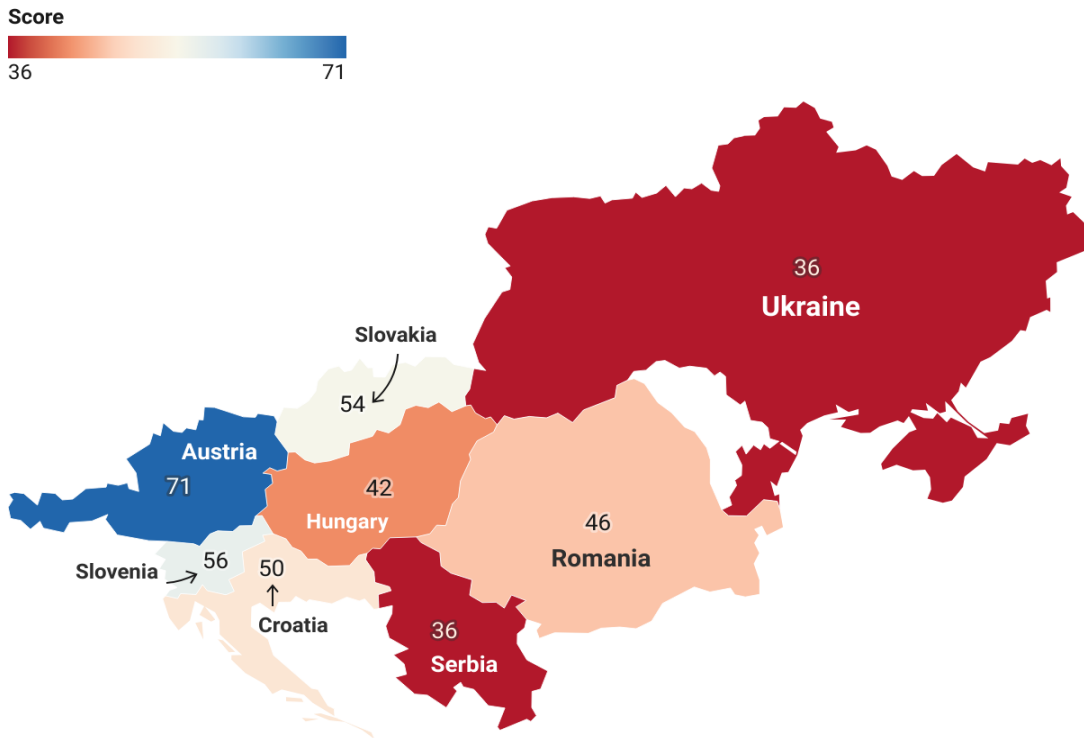 Score
36 71
36
Ukraine
Slovakia
54
Austria
71
42
Hungary
46
Romania
56
Slovenia
50
Croatia
36
Serbia